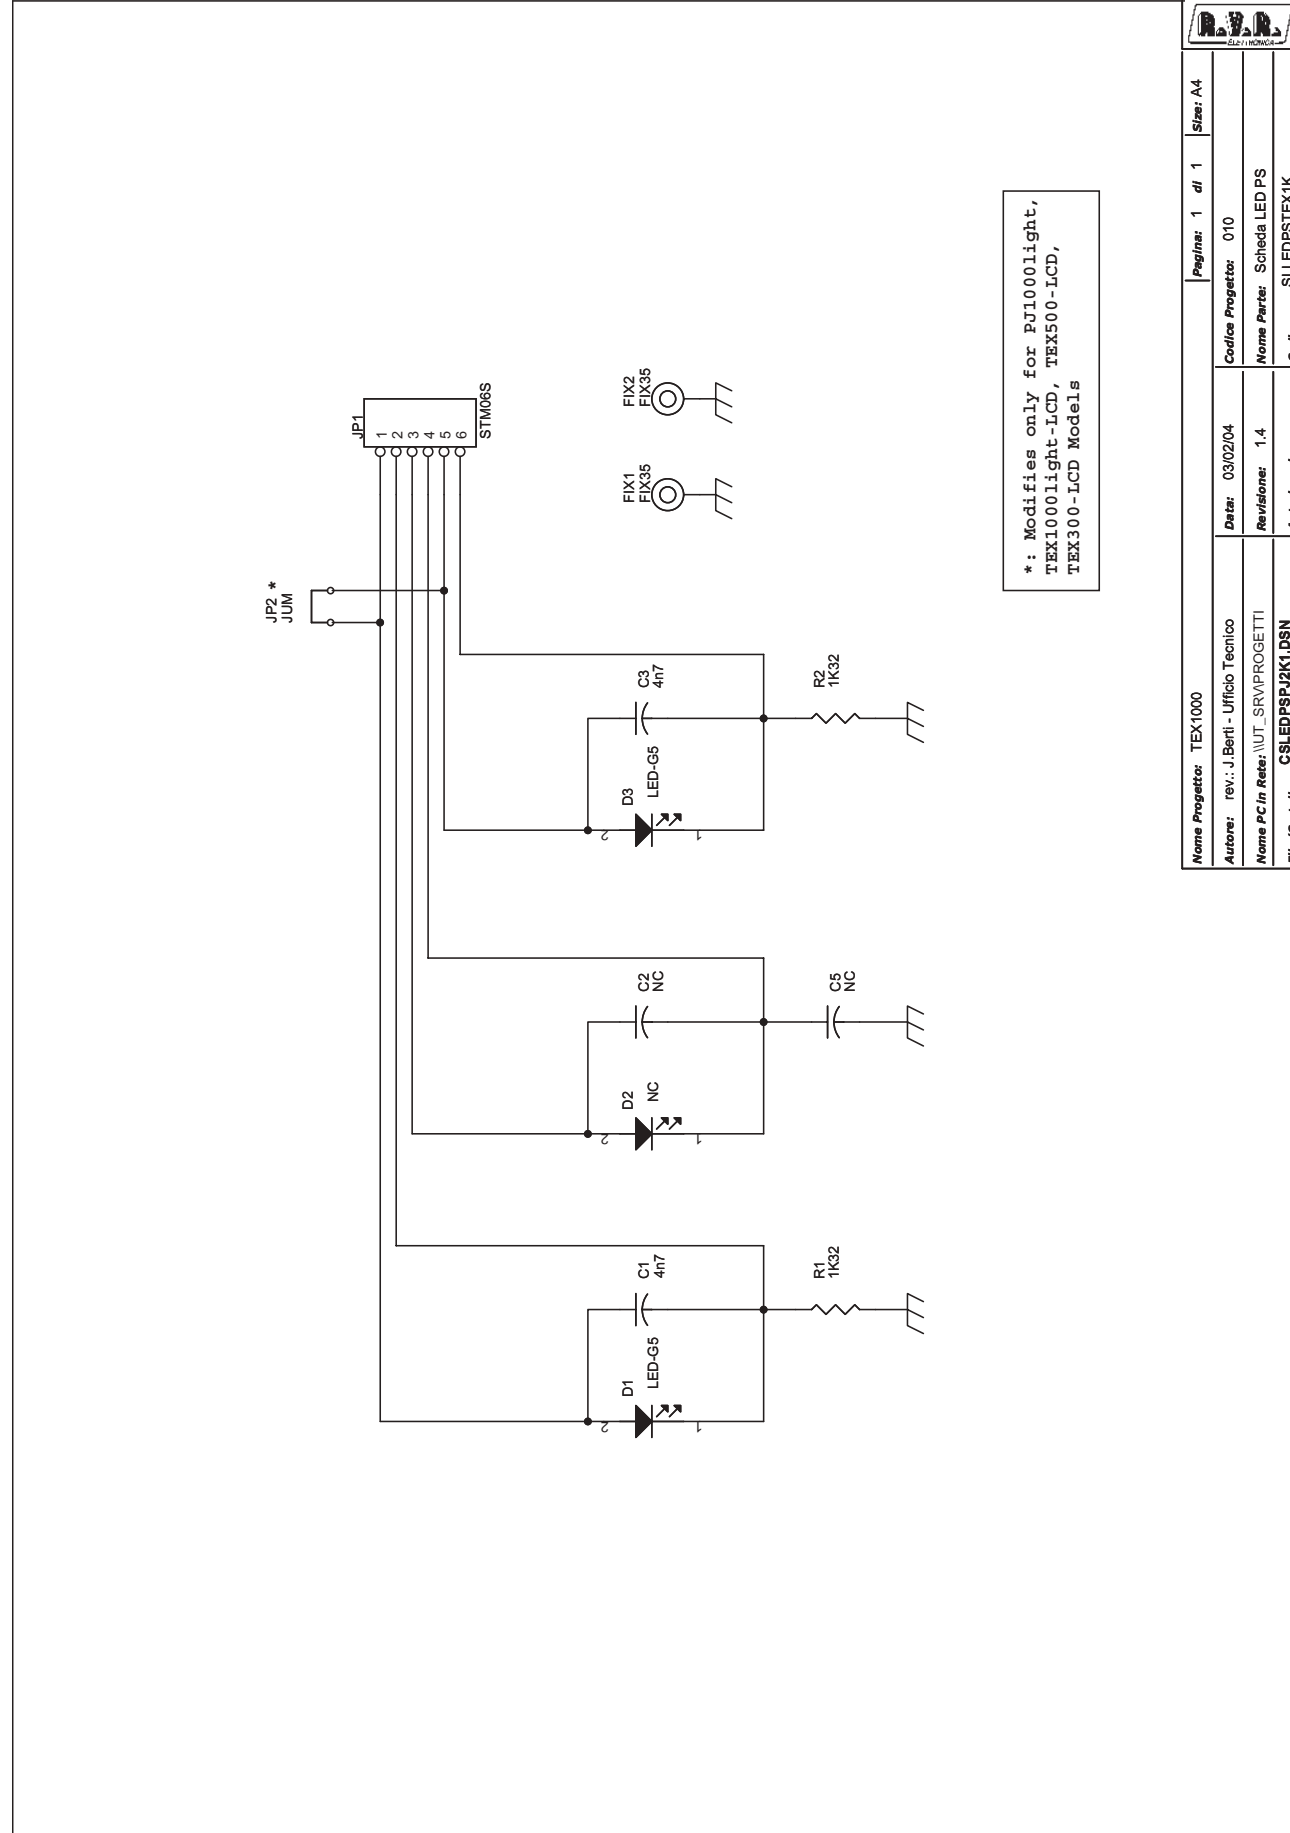 JP2 *
JUM
JP1
1
2
3
4
5
6
STM06S
FIX1
FIX35
FIX2
FIX35
D1
LED-G5
2
1
C1
4n7
R1
1K32
D2
NC
2
1
C2
NC
C5
NC
D3
LED-G5
2
1
C3
4n7
R2
1K32
*: Modifies only for PJ1000light,
TEX1000light-LCD, TEX500-LCD,
TEX300-LCD Models
Nome Progetto: TEX1000
Pagina: 1 di 1
Size: A4
Autore: rev.: J.Berti - Ufficio Tecnico
Data: 03/02/04
Codice Progetto: 010
Nome PC in Rete: \\UT_SRV\PROGETTI
Revisione: 1.4
Nome Parte: Scheda LED PS
CSLEDPSPJ2K1.DSN
SLLEDPSTEX1K
R.V.R.
ELETTRONICA